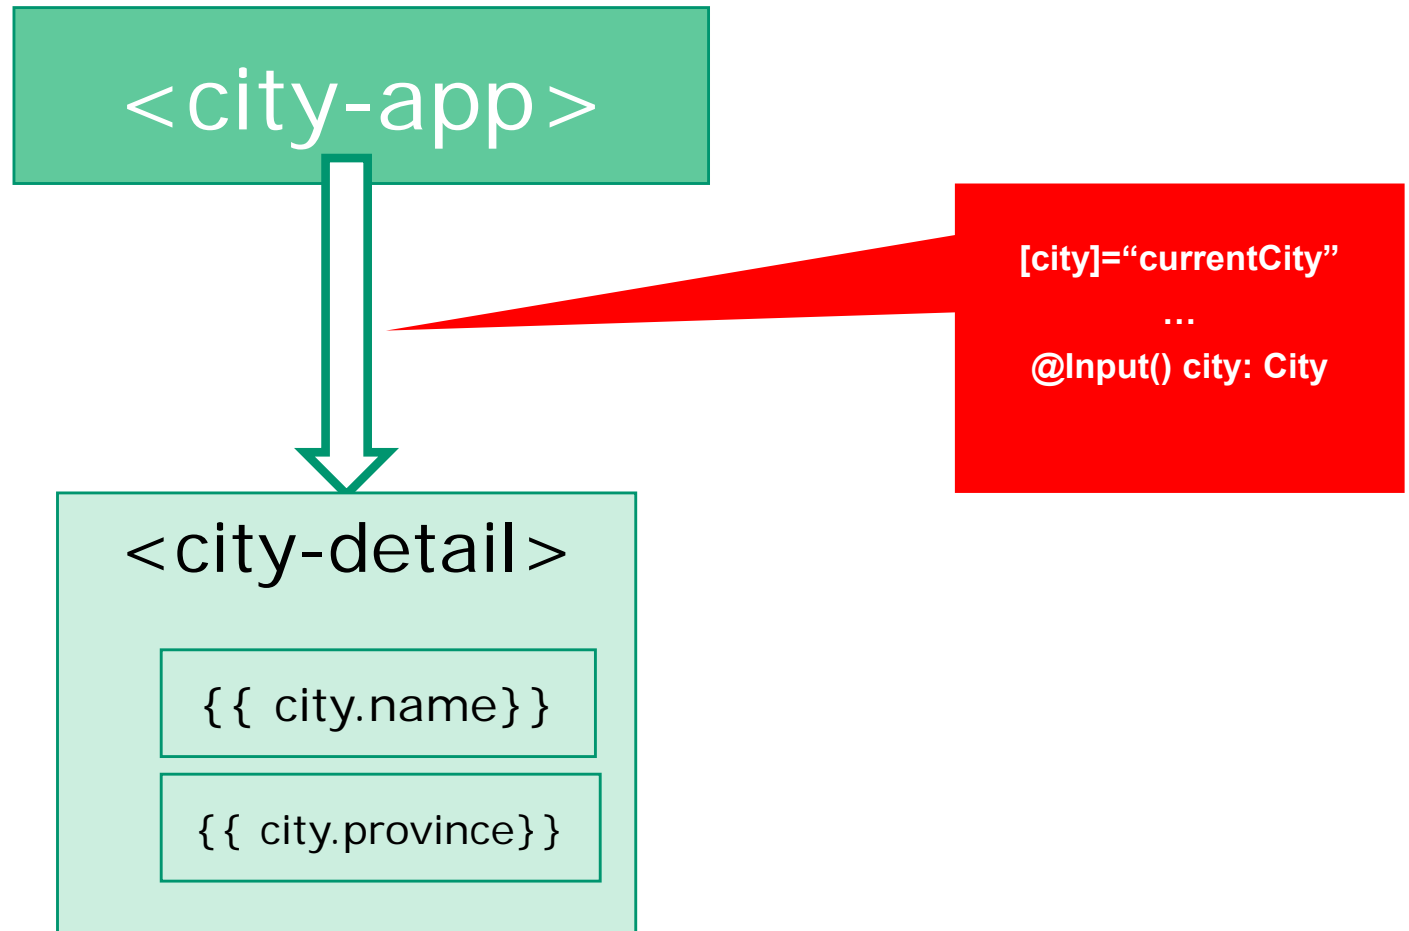 <city-app>
[city]=“currentCity”
…
@Input() city: City
<city-detail>
{{ city.name}}
{{ city.province}}